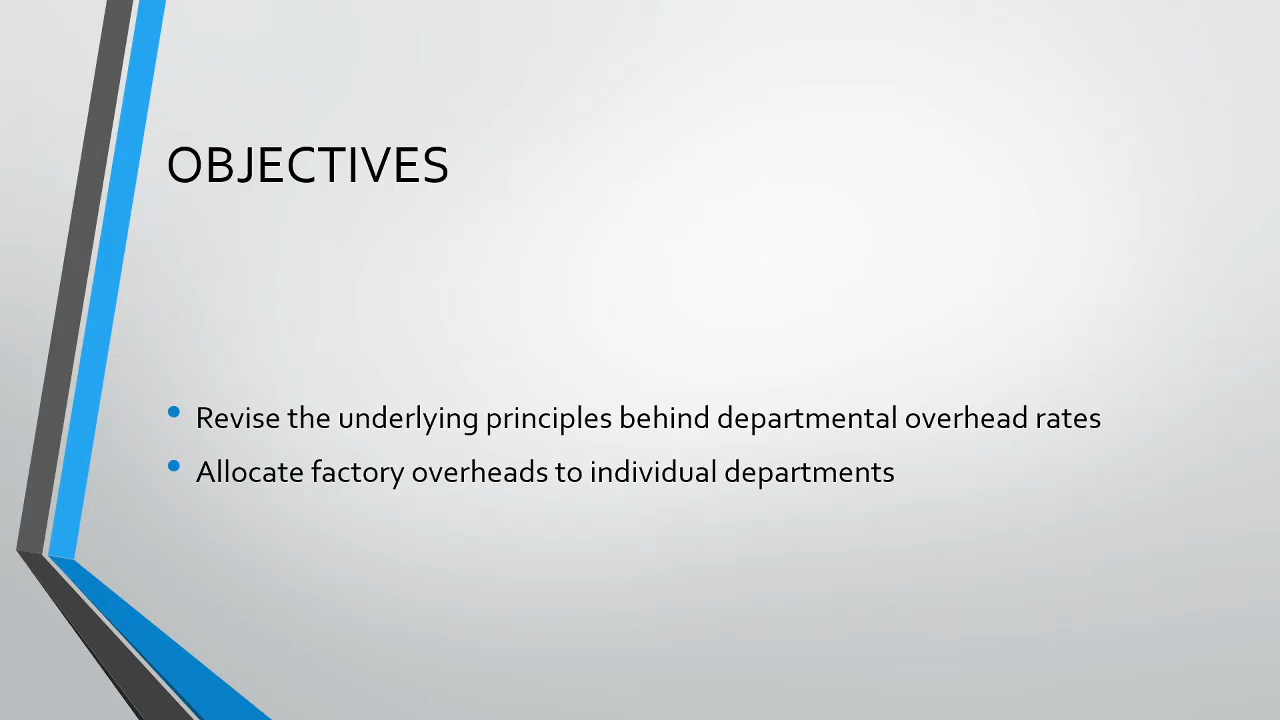 OBJECTIVES
• Revise the underlying principles behind departmental overhead rates
• Allocate factory overheads to individual departments